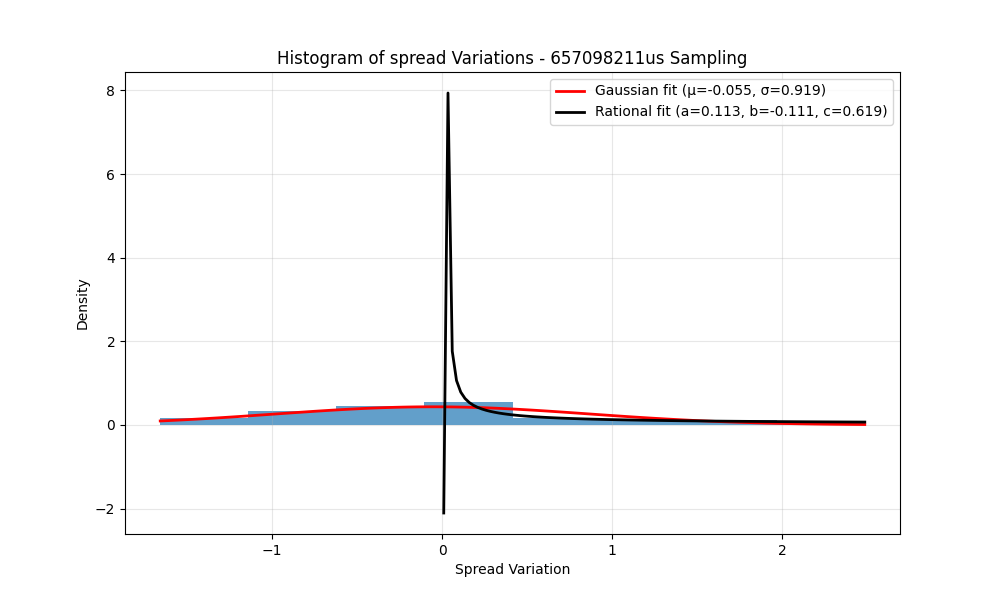 Histogram of spread Variations - 657098211us Sampling
Gaussian fit (μ=-0.055, σ=0.919)
Rational fit (a=0.113, b=-0.111, c=0.619)
Density
8
6
4
2
0
−2
−1
0
1
2
Spread Variation